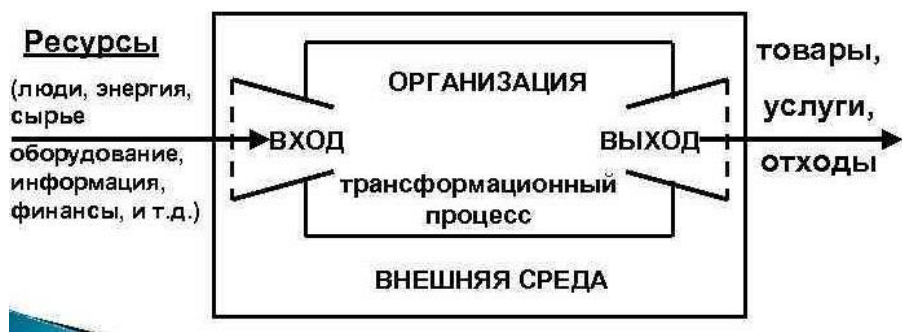 Ресурсы
(люди, энергия,
сырье
оборудование,
информация,
финансы, и т.д.)
ОРГАНИЗАЦИЯ
ВХОД
ВЫХОД
трансформационный
процесс
ВНЕШНЯЯ СРЕДА
товары,
услуги,
отходы